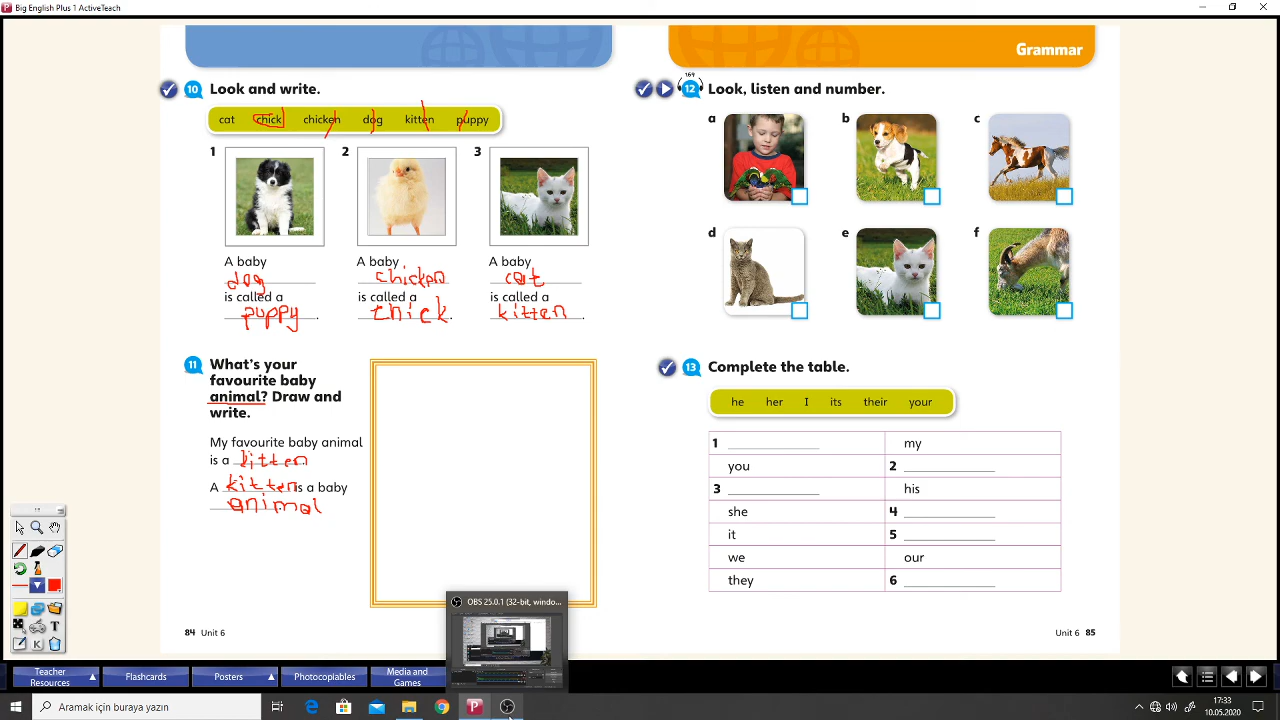 Big English Plus 1 ActiveTeach
Grammar
10 Look and write.
cat chick chicken dog kitten puppy
1 2 3
A baby
dog
is called a
puppy.
A baby
chicken
is called a
chick.
A baby
cat
is called a
kitten.
11 What's your
favourite baby
animal? Draw and
write.
My favourite baby animal
is a kitten.
A kitten is a baby
animal.
84 Unit 6
164
12 Look, listen and number.
a b c
d e f
13 Complete the table.
he her I its their your
1 my
you 2
3 his
she 4
it 5
we our
they 6
Unit 6 85
OBS 25.0.1 (32-bit, windo...
Teacher
Resources
Flashcards
Posters
Photocopiables
Media and
Games
Aramak için buraya yazın
17:33
10.05.2020